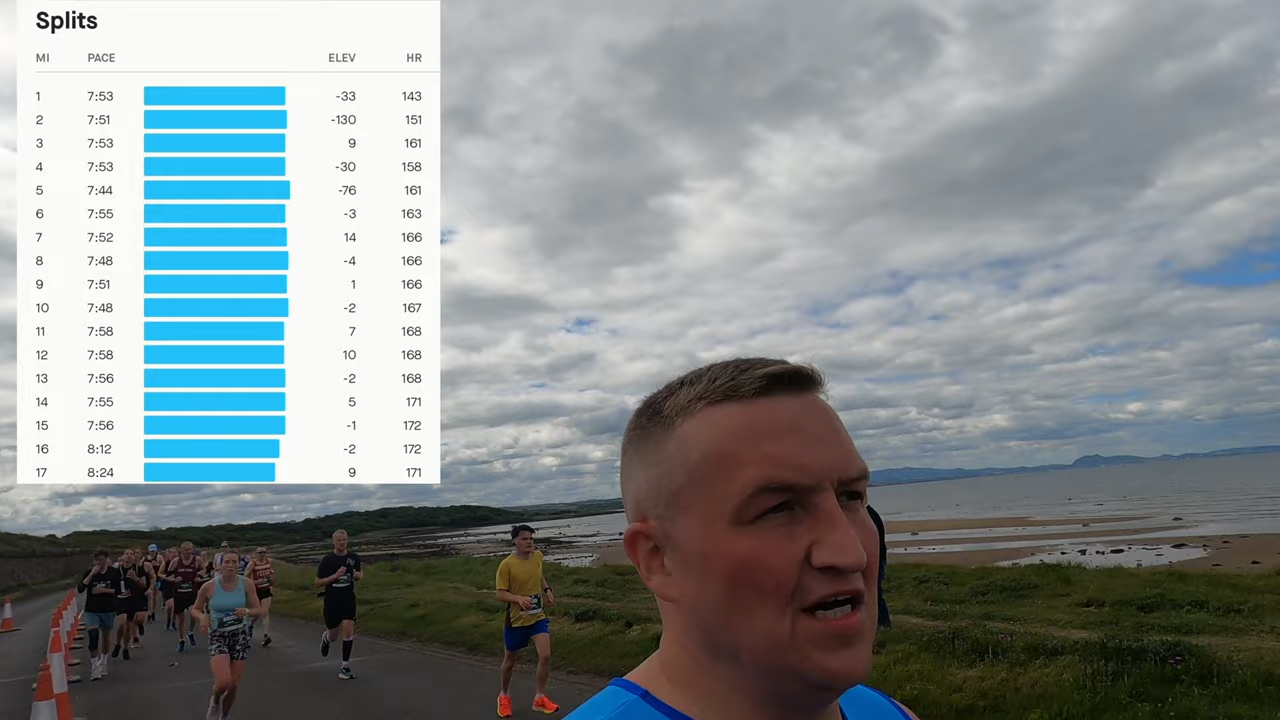 Splits
MI PACE ELEV HR
1 7:53 -33 143
2 7:51 -130 151
3 7:53 9 161
4 7:53 -30 158
5 7:44 -76 161
6 7:55 -3 163
7 7:52 14 166
8 7:48 -4 166
9 7:51 1 166
10 7:48 -2 167
11 7:58 7 168
12 7:58 10 168
13 7:56 -2 168
14 7:55 5 171
15 7:56 -1 172
16 8:12 -2 172
17 8:24 9 171